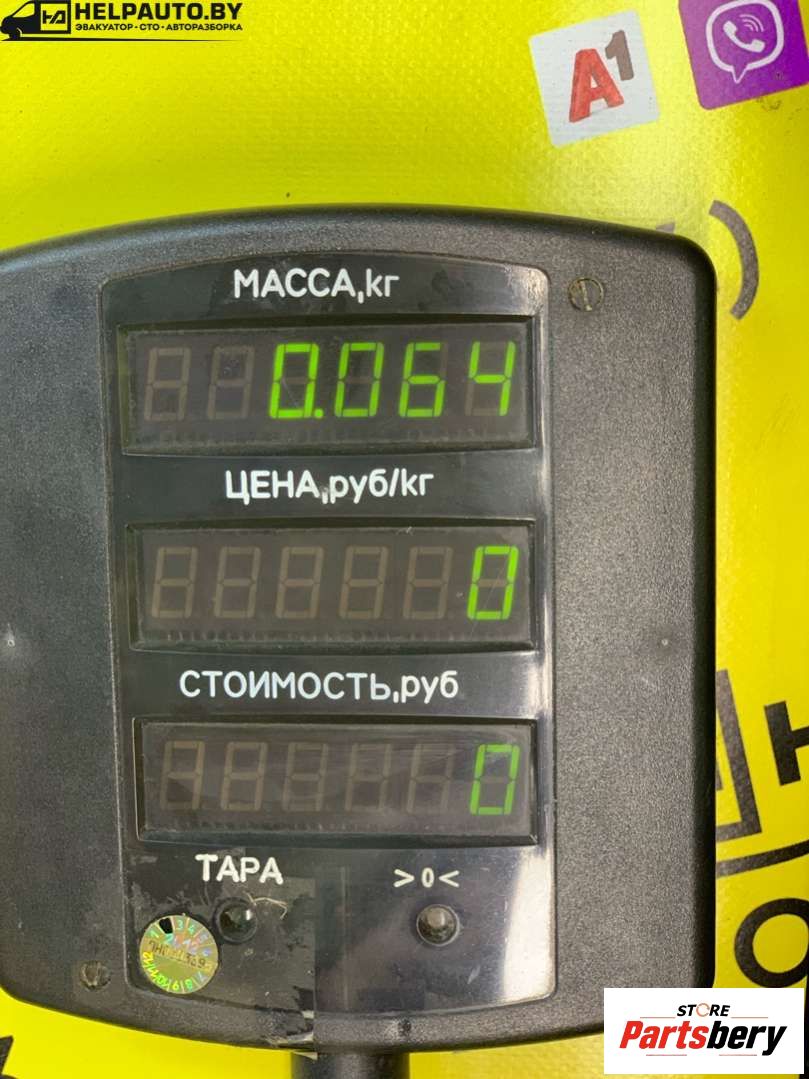 HELPAUTO.BY
ЭВАКУАТОР · СТО · АВТОРАЗБОРКА
A1
МАССА,кг
0.064
ЦЕНА,руб/кг
0
СТОИМОСТЬ,руб
0
ТАРА
>0<
STORE
Partsbery